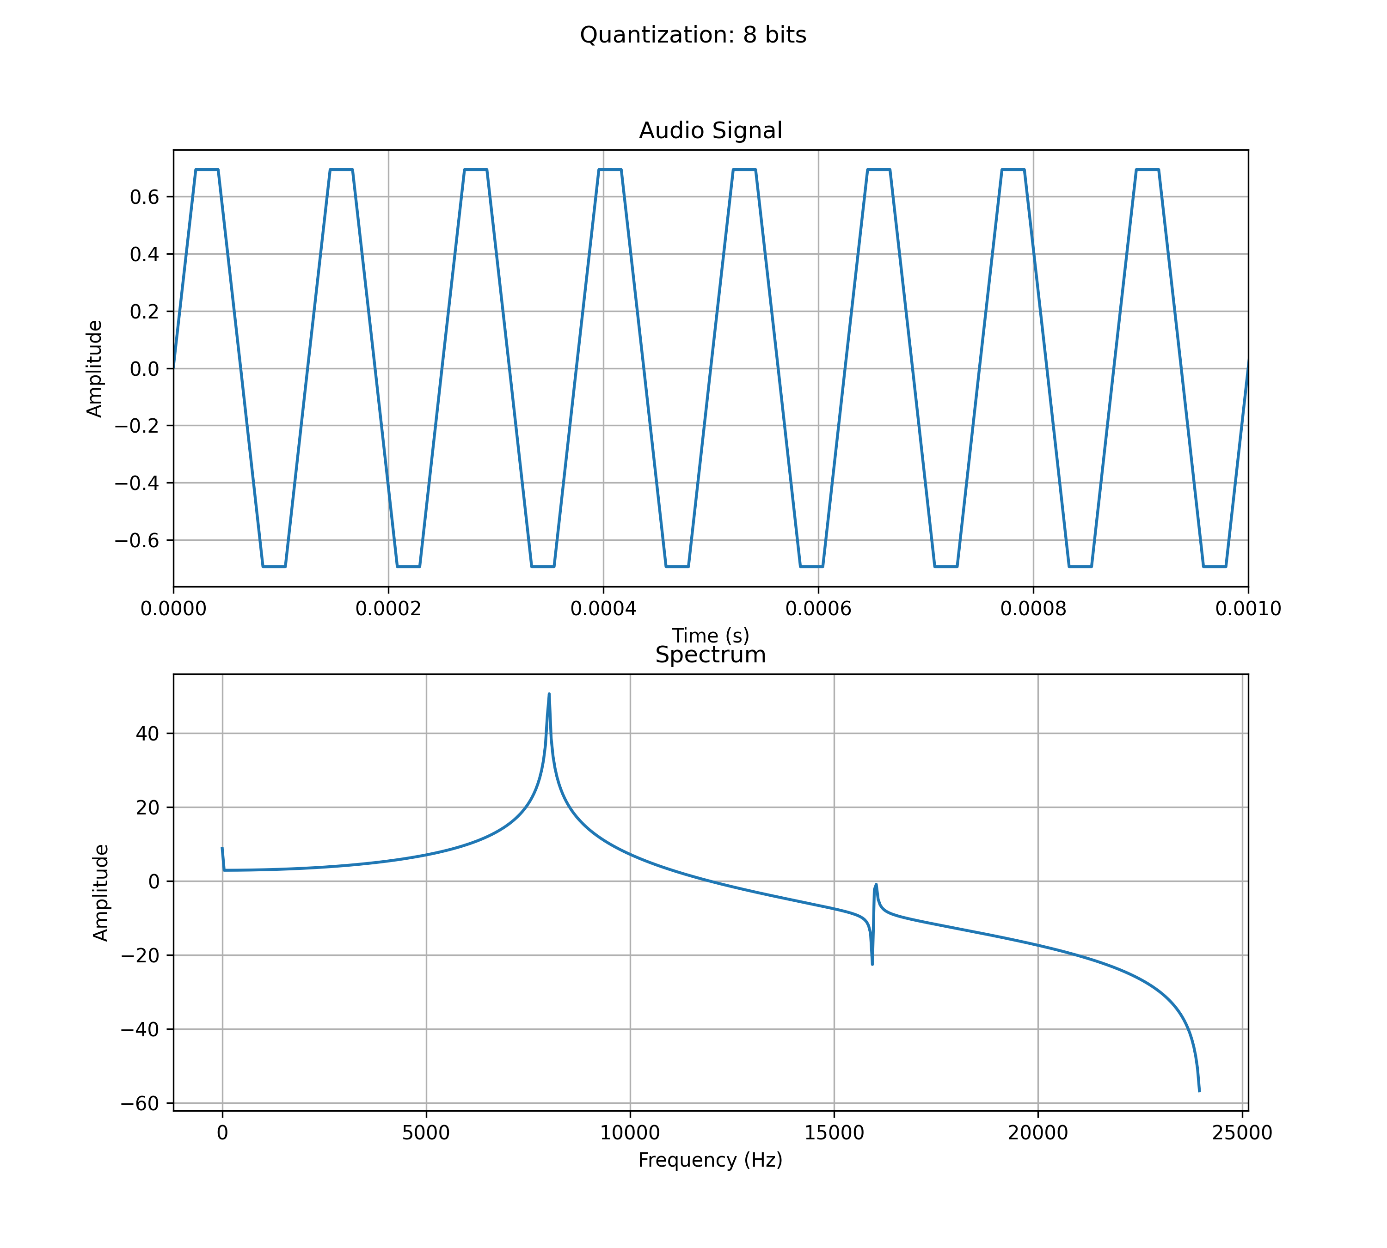 Quantization: 8 bits
Audio Signal
Amplitude
0.6
0.4
0.2
0.0
−0.2
−0.4
−0.6
0.0000 0.0002 0.0004 0.0006 0.0008 0.0010
Time (s)
Spectrum
Amplitude
40
20
0
−20
−40
−60
0 5000 10000 15000 20000 25000
Frequency (Hz)